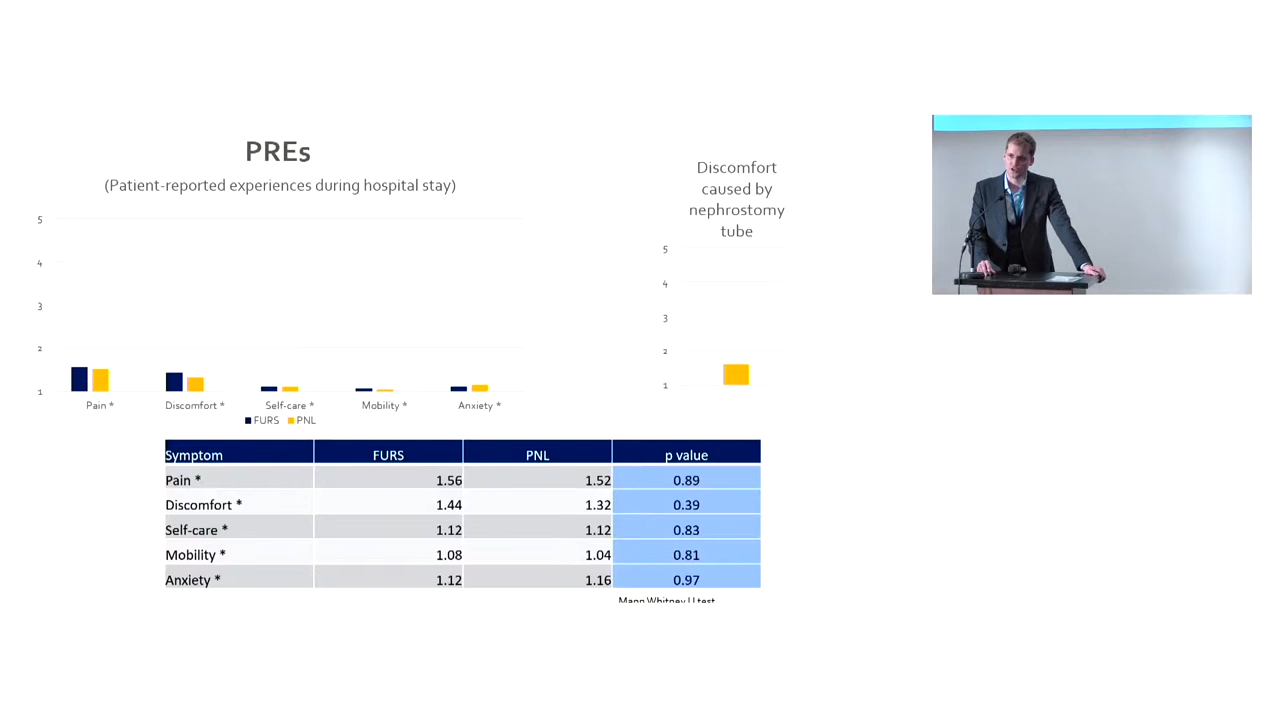 PREs
(Patient-reported experiences during hospital stay)
5
4
3
2
1
Pain *
Discomfort *
Self-care *
Mobility *
Anxiety *
FURS
PNL
Discomfort
caused by
nephrostomy
tube
5
4
3
2
1
Symptom FURS PNL p value
Pain * 1.56 1.52 0.89
Discomfort * 1.44 1.32 0.39
Self-care * 1.12 1.12 0.83
Mobility * 1.08 1.04 0.81
Anxiety * 1.12 1.16 0.97
Mann Whitney U test